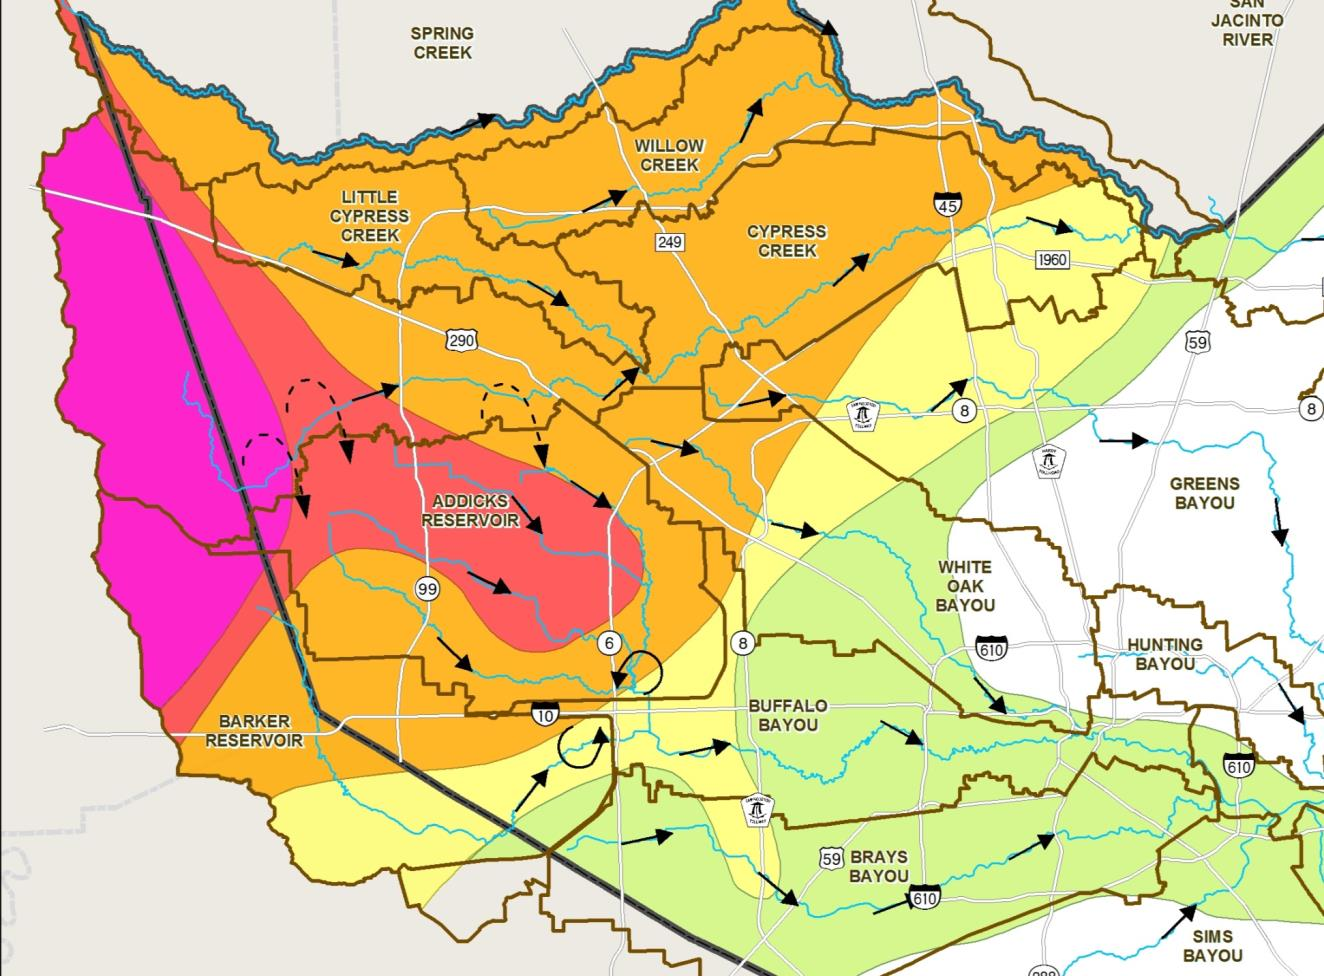 SAN
JACINTO
RIVER
SPRING
CREEK
WILLOW
CREEK
LITTLE
CYPRESS
CREEK
45
249
CYPRESS
CREEK
1960
290
59
8
8
ADDICKS
RESERVOIR
GREENS
BAYOU
99
WHITE
OAK
BAYOU
6
8
610
HUNTING
BAYOU
10
BUFFALO
BAYOU
BARKER
RESERVOIR
610
59
BRAYS
BAYOU
610
SIMS
BAYOU